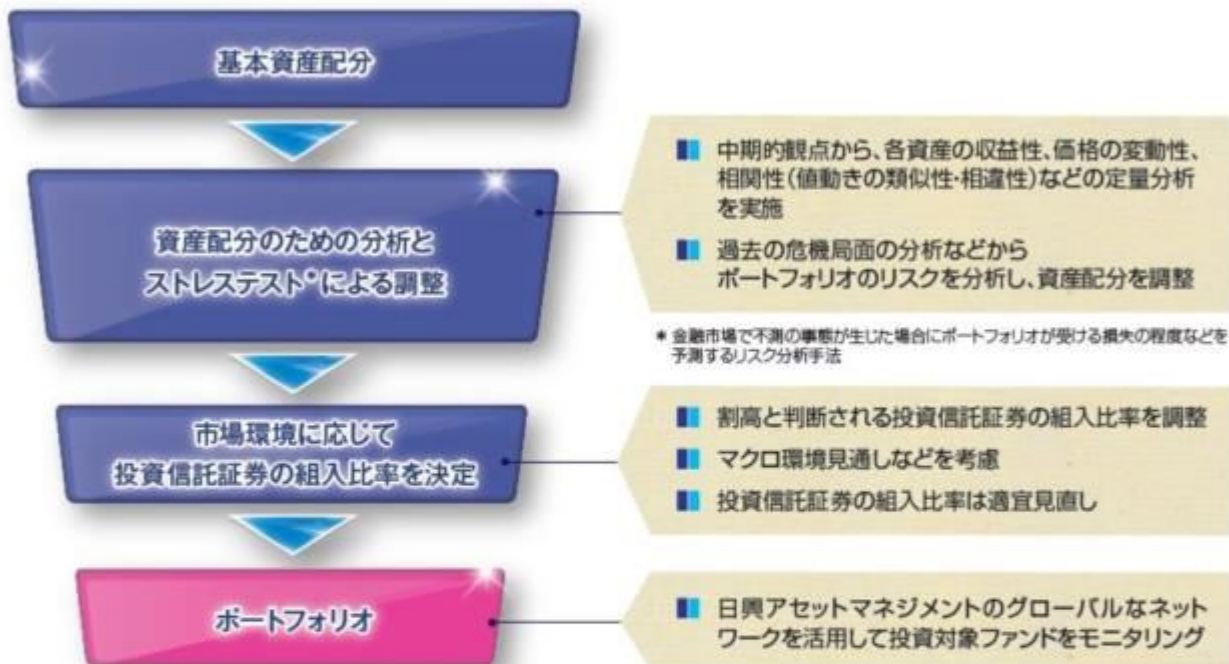 基本資産配分
資産配分のための分析と
ストレステスト*による調整
■ 中期的観点から、各資産の収益性、価格の変動性、
相関性(値動きの類似性・相違性)などの定量分析
を実施
■ 過去の危機局面の分析などから
ポートフォリオのリスクを分析し、資産配分を調整
* 金融市場で不測の事態が生じた場合にポートフォリオが受ける損失の程度などを
予測するリスク分析手法
市場環境に応じて
投資信託証券の組入比率を決定
■ 割高と判断される投資信託証券の組入比率を調整
■ マクロ環境見通しなどを考慮
■ 投資信託証券の組入比率は適宜見直し
ポートフォリオ
■ 日興アセットマネジメントのグローバルなネット
ワークを活用して投資対象ファンドをモニタリング